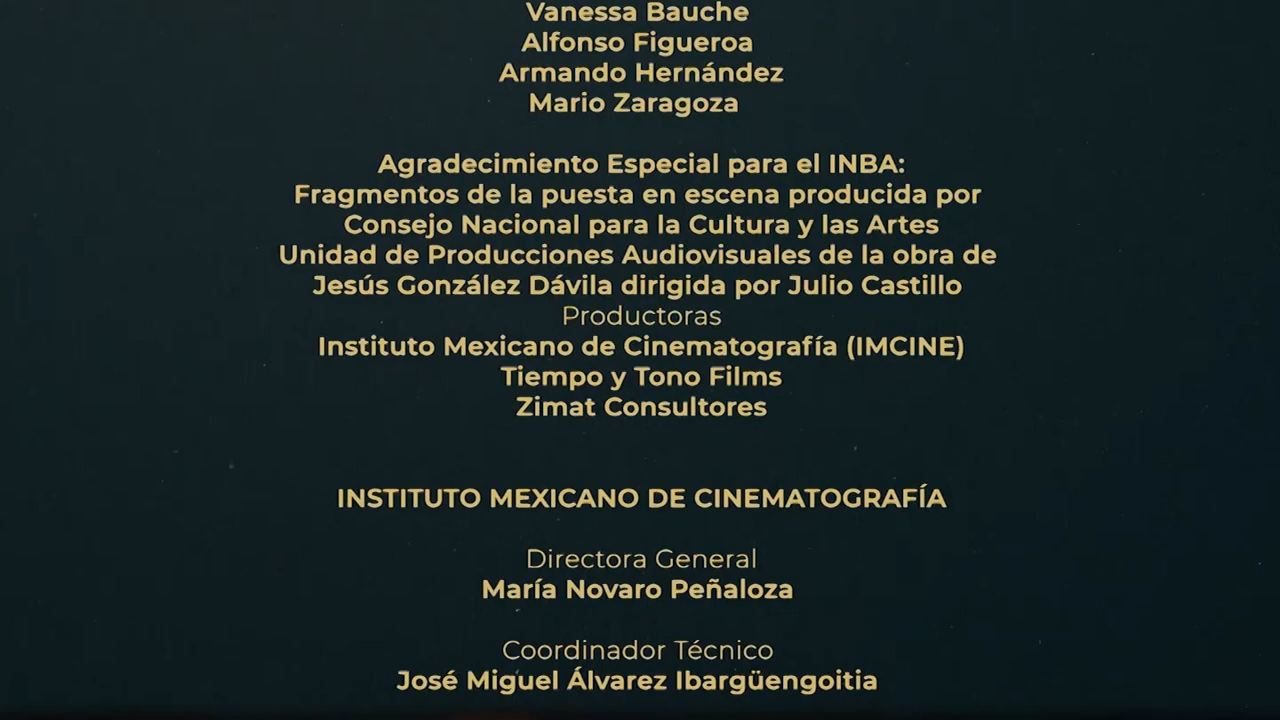 Vanessa Bauche
Alfonso Figueroa
Armando Hernández
Mario Zaragoza
Agradecimiento Especial para el INBA:
Fragmentos de la puesta en escena producida por
Consejo Nacional para la Cultura y las Artes
Unidad de Producciones Audiovisuales de la obra de
Jesús González Dávila dirigida por Julio Castillo
Productoras
Instituto Mexicano de Cinematografía (IMCINE)
Tiempo y Tono Films
Zimat Consultores
INSTITUTO MEXICANO DE CINEMATOGRAFÍA
Directora General
María Novaro Peñaloza
Coordinador Técnico
José Miguel Álvarez Ibargüengoitia